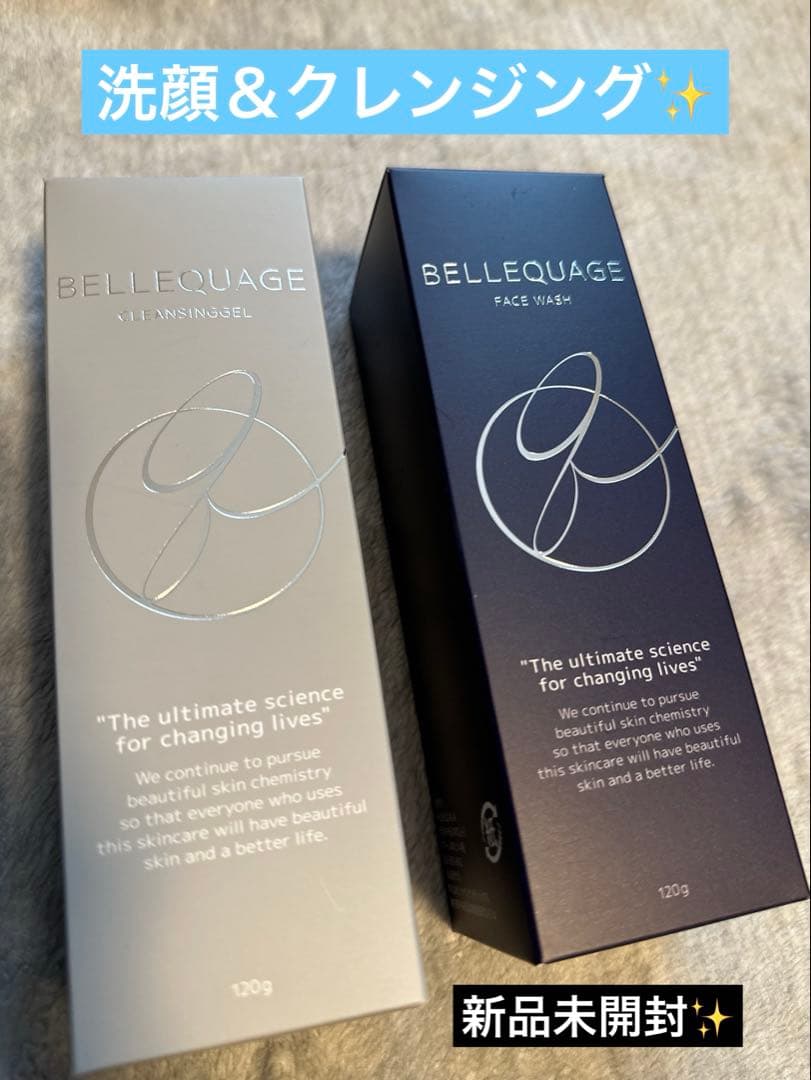 洗顔＆クレンジング✨
BELLEQUAGE
CLEANSINGGEL
"The ultimate science
for changing lives"
We continue to pursue
beautiful skin chemistry
so that everyone who uses
this skincare will have beautiful
skin and a better life.
120g
BELLEQUAGE
FACE WASH
"The ultimate science
for changing lives"
We continue to pursue
beautiful skin chemistry
so that everyone who uses
this skincare will have beautiful
skin and a better life.
120g
新品未開封✨